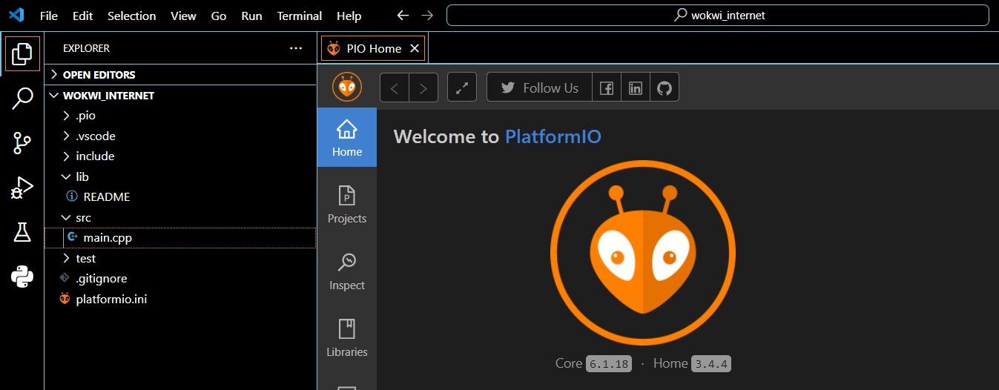 File Edit Selection View Go Run Terminal Help wokwi_internet
EXPLORER ...
PIO Home
OPEN EDITORS
WOKWI_INTERNET
.pio
.vscode
include
lib
README
src
main.cpp
test
.gitignore
platformio.ini
Follow Us
Home
Projects
Inspect
Libraries
Welcome to PlatformIO
Core 6.1.18 · Home 3.4.4